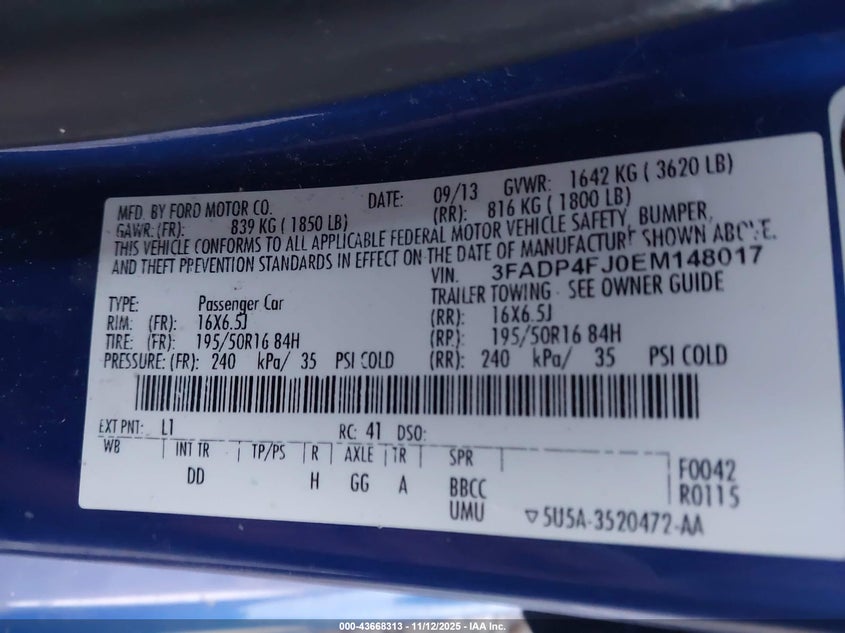 MFD. BY FORD MOTOR CO. DATE: 09/13 GVWR: 1642 KG ( 3620 LB)
GAWR: (FR): 839 KG ( 1850 LB) (RR): 816 KG ( 1800 LB)
THIS VEHICLE CONFORMS TO ALL APPLICABLE FEDERAL MOTOR VEHICLE SAFETY, BUMPER,
AND THEFT PREVENTION STANDARDS IN EFFECT ON THE DATE OF MANUFACTURE SHOWN ABOVE.
VIN. 3FADP4FJ0EM148017
TYPE: Passenger Car TRAILER TOWING - SEE OWNER GUIDE
RIM: (FR): 16X6.5J (RR): 16X6.5J
TIRE: (FR): 195/50R16 84H (RP.) 195/50R16 84H
PRESSURE: (FR): 240 kPa/ 35 PSI COLD (RR): 240 kPa/ 35 PSI COLD
EXT PNT: L1 RC: 41 DSO:
WB INT TR TP/PS R AXLE TR SPR F0042
DD H GG A BBCC R0115
UMU ▽5U5A-3520472-AA
000-43668313 - 11/12/2025 - IAA Inc.